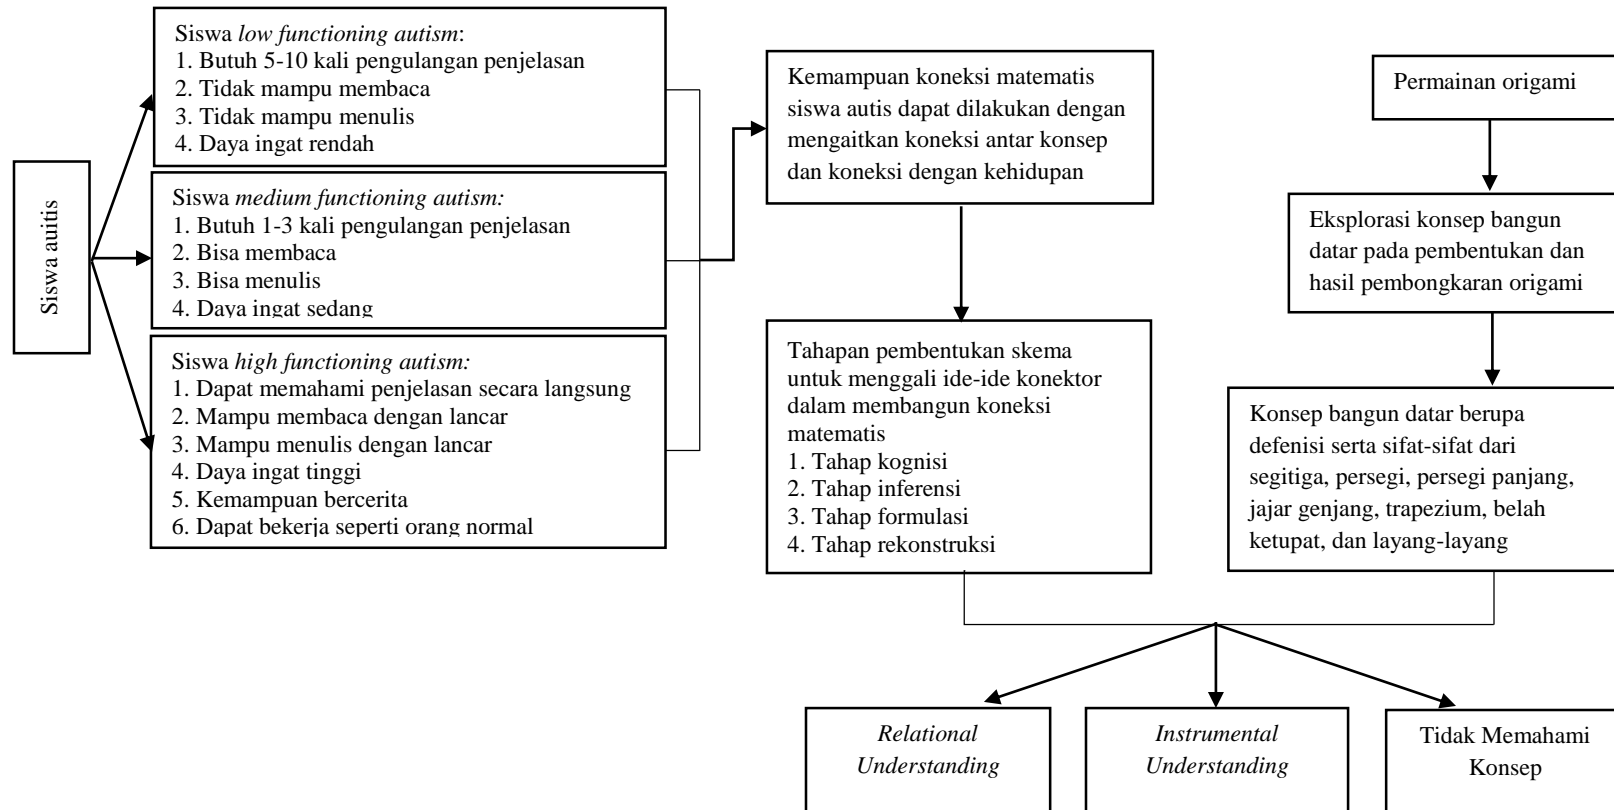 Siswa auitis
Siswa low functioning autism:
1. Butuh 5-10 kali pengulangan penjelasan
2. Tidak mampu membaca
3. Tidak mampu menulis
4. Daya ingat rendah
Siswa medium functioning autism:
1. Butuh 1-3 kali pengulangan penjelasan
2. Bisa membaca
3. Bisa menulis
4. Daya ingat sedang
Siswa high functioning autism:
1. Dapat memahami penjelasan secara langsung
2. Mampu membaca dengan lancar
3. Mampu menulis dengan lancar
4. Daya ingat tinggi
5. Kemampuan bercerita
6. Dapat bekerja seperti orang normal
Kemampuan koneksi matematis
siswa autis dapat dilakukan dengan
mengaitkan koneksi antar konsep
dan koneksi dengan kehidupan
Tahapan pembentukan skema
untuk menggali ide-ide konektor
dalam membangun koneksi
matematis
1. Tahap kognisi
2. Tahap inferensi
3. Tahap formulasi
4. Tahap rekonstruksi
Permainan origami
Eksplorasi konsep bangun
datar pada pembentukan dan
hasil pembongkaran origami
Konsep bangun datar berupa
defenisi serta sifat-sifat dari
segitiga, persegi, persegi panjang,
jajar genjang, trapezium, belah
ketupat, dan layang-layang
Relational
Understanding
Instrumental
Understanding
Tidak Memahami
Konsep